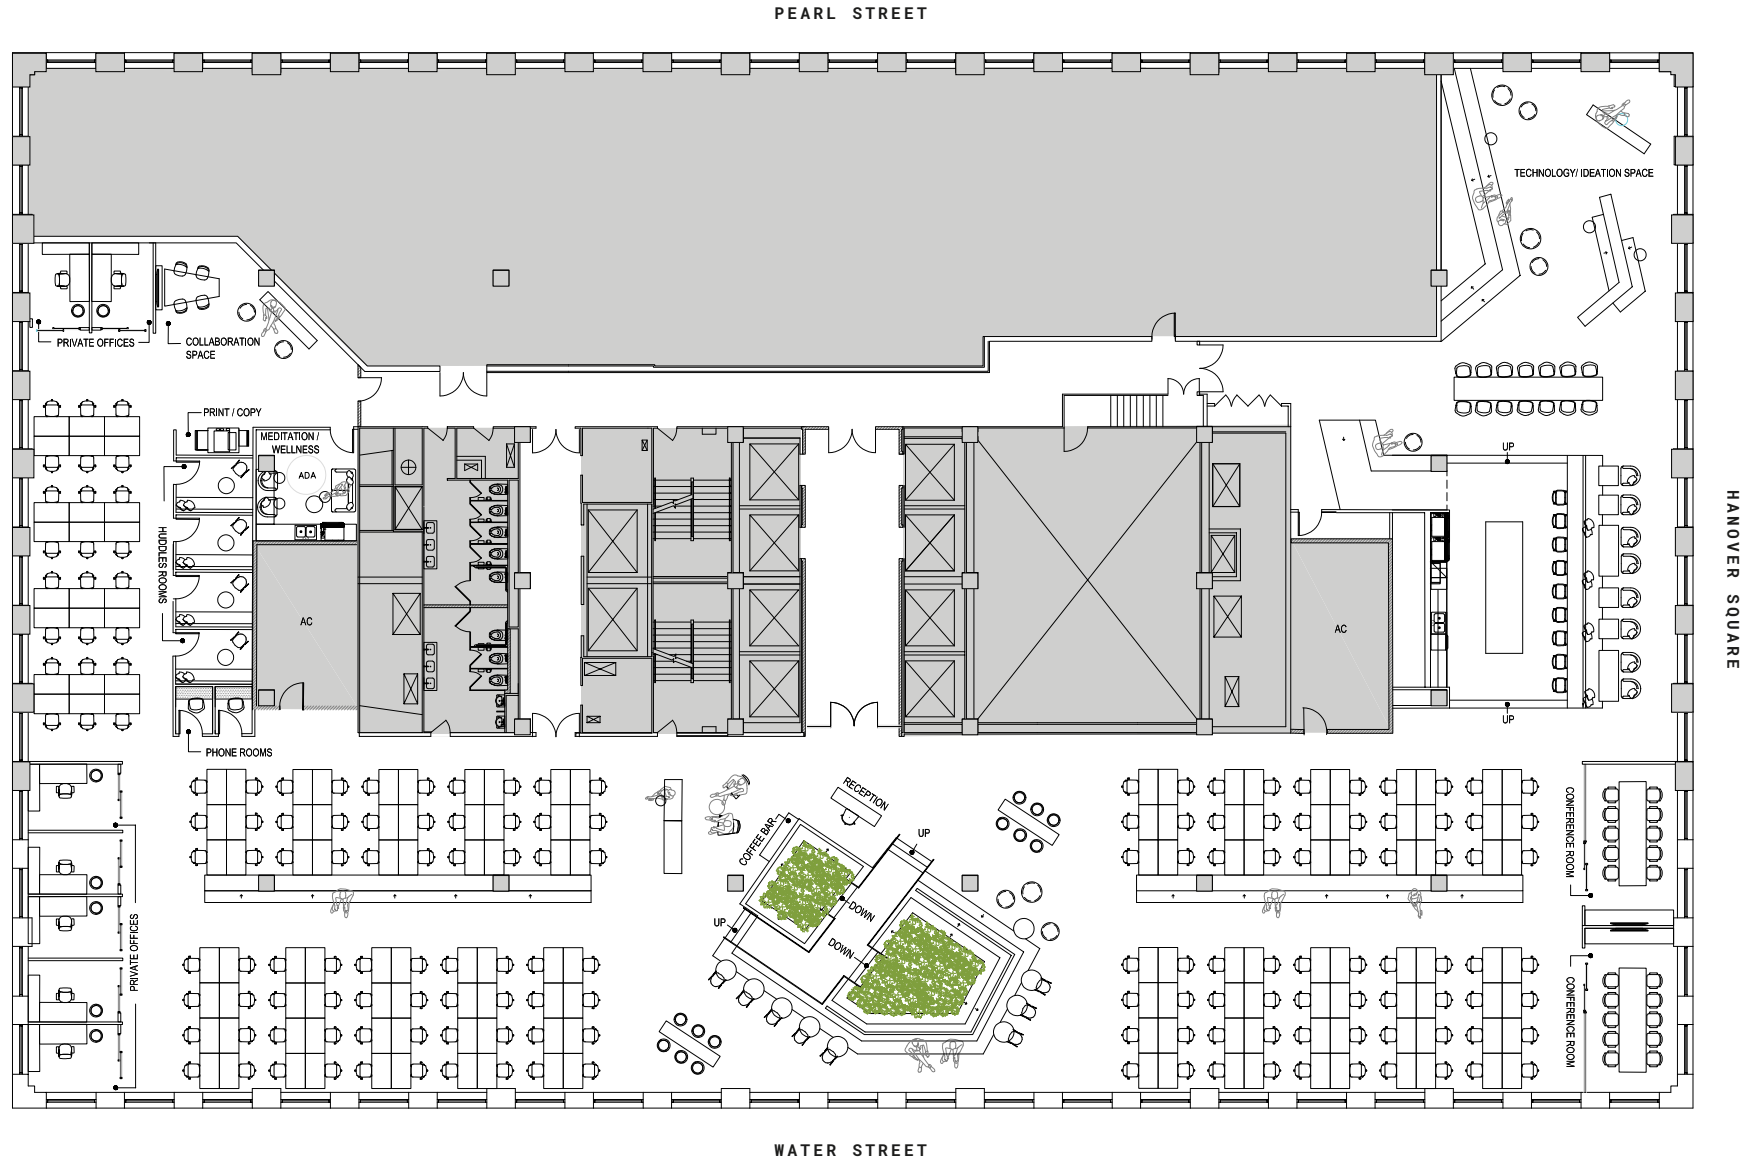 PEARL STREET
TECHNOLOGY/ IDEATION SPACE
PRIVATE OFFICES
COLLABORATION
SPACE
PRINT / COPY
MEDITATION /
WELLNESS
ADA
HUDDLES ROOMS
AC
PHONE ROOMS
UP
AC
UP
HANOVER SQUARE
RECEPTION
COFFEE BAR
UP
DOWN
UP
DOWN
PRIVATE OFFICES
CONFERENCE ROOM
CONFERENCE ROOM
WATER STREET